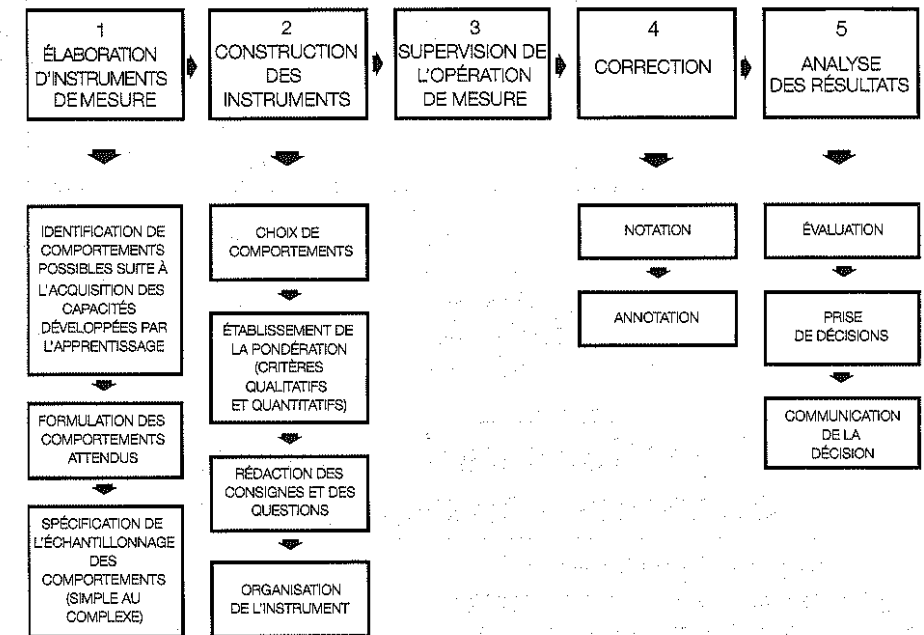 1
ÉLABORATION
D'INSTRUMENTS
DE MESURE
2
CONSTRUCTION
DES
INSTRUMENTS
3
SUPERVISION DE
L'OPÉRATION
DE MESURE
4
CORRECTION
5
ANALYSE
DES RÉSULTATS
IDENTIFICATION DE
COMPORTEMENTS
POSSIBLES SUITE À
L'ACQUISITION DES
CAPACITÉS
DÉVELOPPÉES PAR
L'APPRENTISSAGE
FORMULATION DES
COMPORTEMENTS
ATTENDUS
SPÉCIFICATION DE
L'ÉCHANTILLONNAGE
DES
COMPORTEMENTS
(SIMPLE AU
COMPLEXE)
CHOIX DE
COMPORTEMENTS
ÉTABLISSEMENT DE
LA PONDÉRATION
(CRITÈRES
QUALITATIFS
ET QUANTITATIFS)
RÉDACTION DES
CONSIGNES ET DES
QUESTIONS
ORGANISATION
DE L'INSTRUMENT
NOTATION
ANNOTATION
ÉVALUATION
PRISE
DE DÉCISIONS
COMMUNICATION
DE LA
DÉCISION